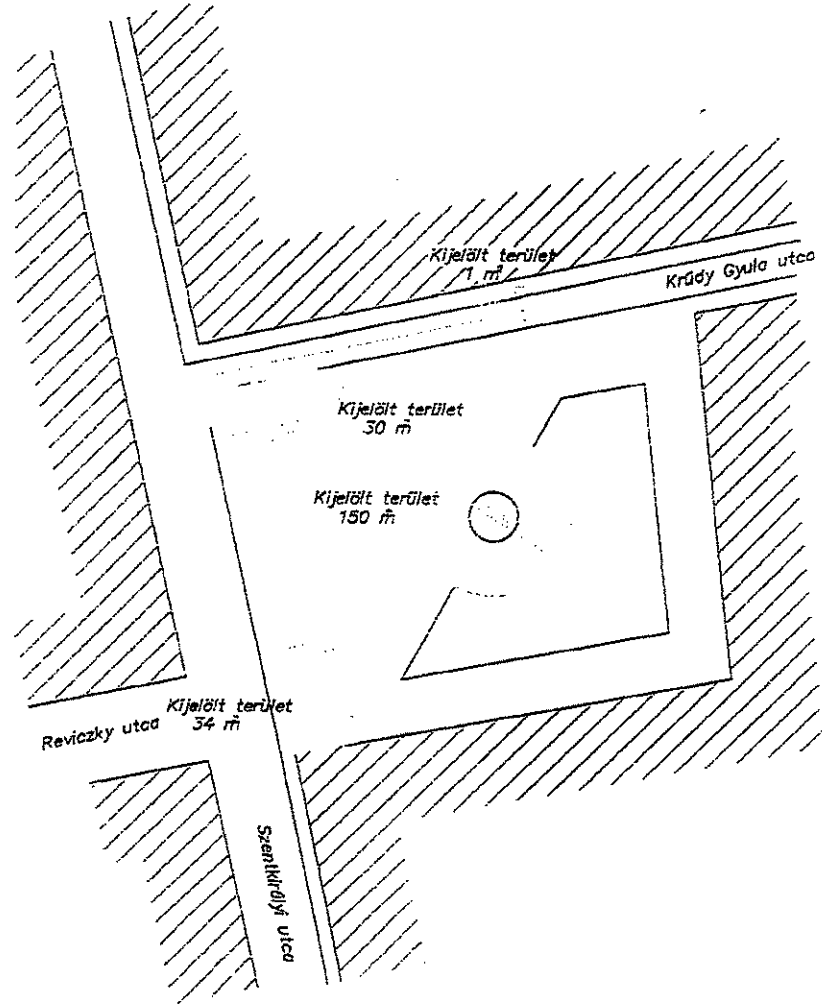 Kijelölt terület
1 m²
Krúdy Gyula utca
Kijelölt terület
30 m²
Kijelölt terület
150 m²
Kijelölt terület
34 m²
Reviczky utca
Szentkirályi utca